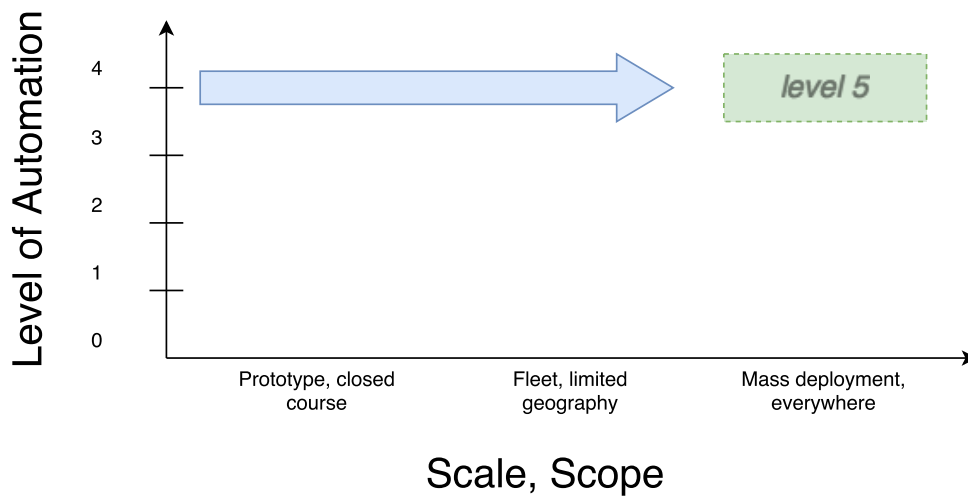 Level of Automation
4
level 5
3
2
1
0
Prototype, closed
course
Fleet, limited
geography
Mass deployment,
everywhere
Scale, Scope